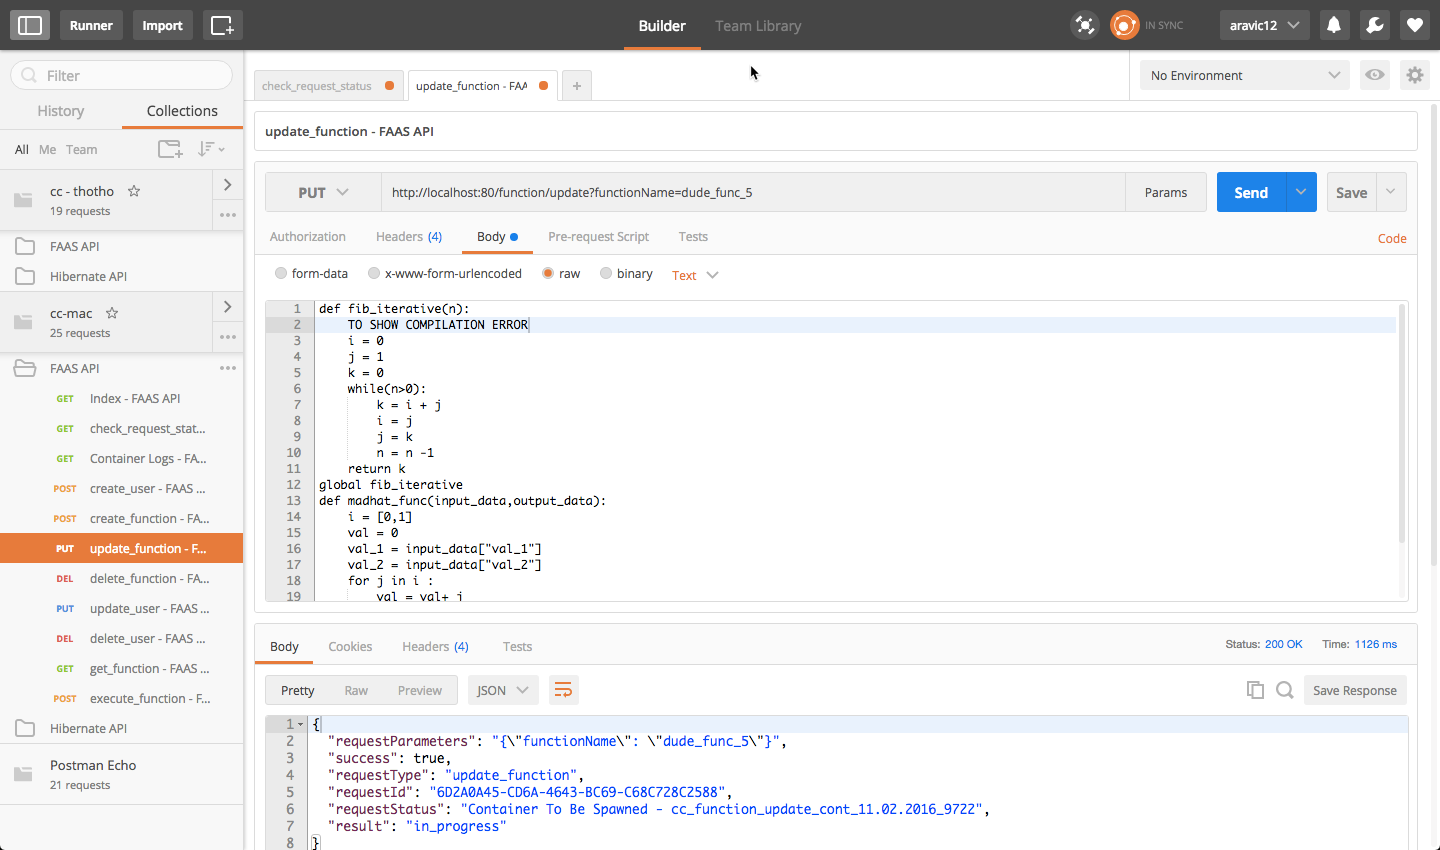 Runner
Import
Builder
Team Library
IN SYNC
aravic12
Filter
History
Collections
All Me Team
cc - thotho
19 requests
FAAS API
Hibernate API
cc-mac
25 requests
FAAS API
GET Index - FAAS API
GET check_request_stat...
GET Container Logs - FA...
POST create_user - FAAS ...
POST create_function - FA...
PUT update_function - F...
DEL delete_function - FA...
PUT update_user - FAAS ...
DEL delete_user - FAAS ...
GET get_function - FAAS ...
POST execute_function - F...
Hibernate API
Postman Echo
21 requests
check_request_status
update_function - FAA
+
No Environment
update_function - FAAS API
PUT
http://localhost:80/function/update?functionName=dude_func_5
Params
Send
Save
Authorization
Headers (4)
Body
Pre-request Script
Tests
Code
form-data
x-www-form-urlencoded
raw
binary
Text
1 def fib_iterative(n):
2 TO SHOW COMPILATION ERROR
3 i = 0
4 j = 1
5 k = 0
6 while(n>0):
7 k = i + j
8 i = j
9 j = k
10 n = n -1
11 return k
12 global fib_iterative
13 def madhat_func(input_data,output_data):
14 i = [0,1]
15 val = 0
16 val_1 = input_data["val_1"]
17 val_2 = input_data["val_2"]
18 for j in i :
19 val = val+ j
Body
Cookies
Headers (4)
Tests
Status: 200 OK
Time: 1126 ms
Pretty
Raw
Preview
JSON
Save Response
1 {
2 "requestParameters": "{\"functionName\": \"dude_func_5\"}",
3 "success": true,
4 "requestType": "update_function",
5 "requestId": "6D2A0A45-CD6A-4643-BC69-C68C728C2588",
6 "requestStatus": "Container To Be Spawned - cc_function_update_cont_11.02.2016_9722",
7 "result": "in_progress"
8 }